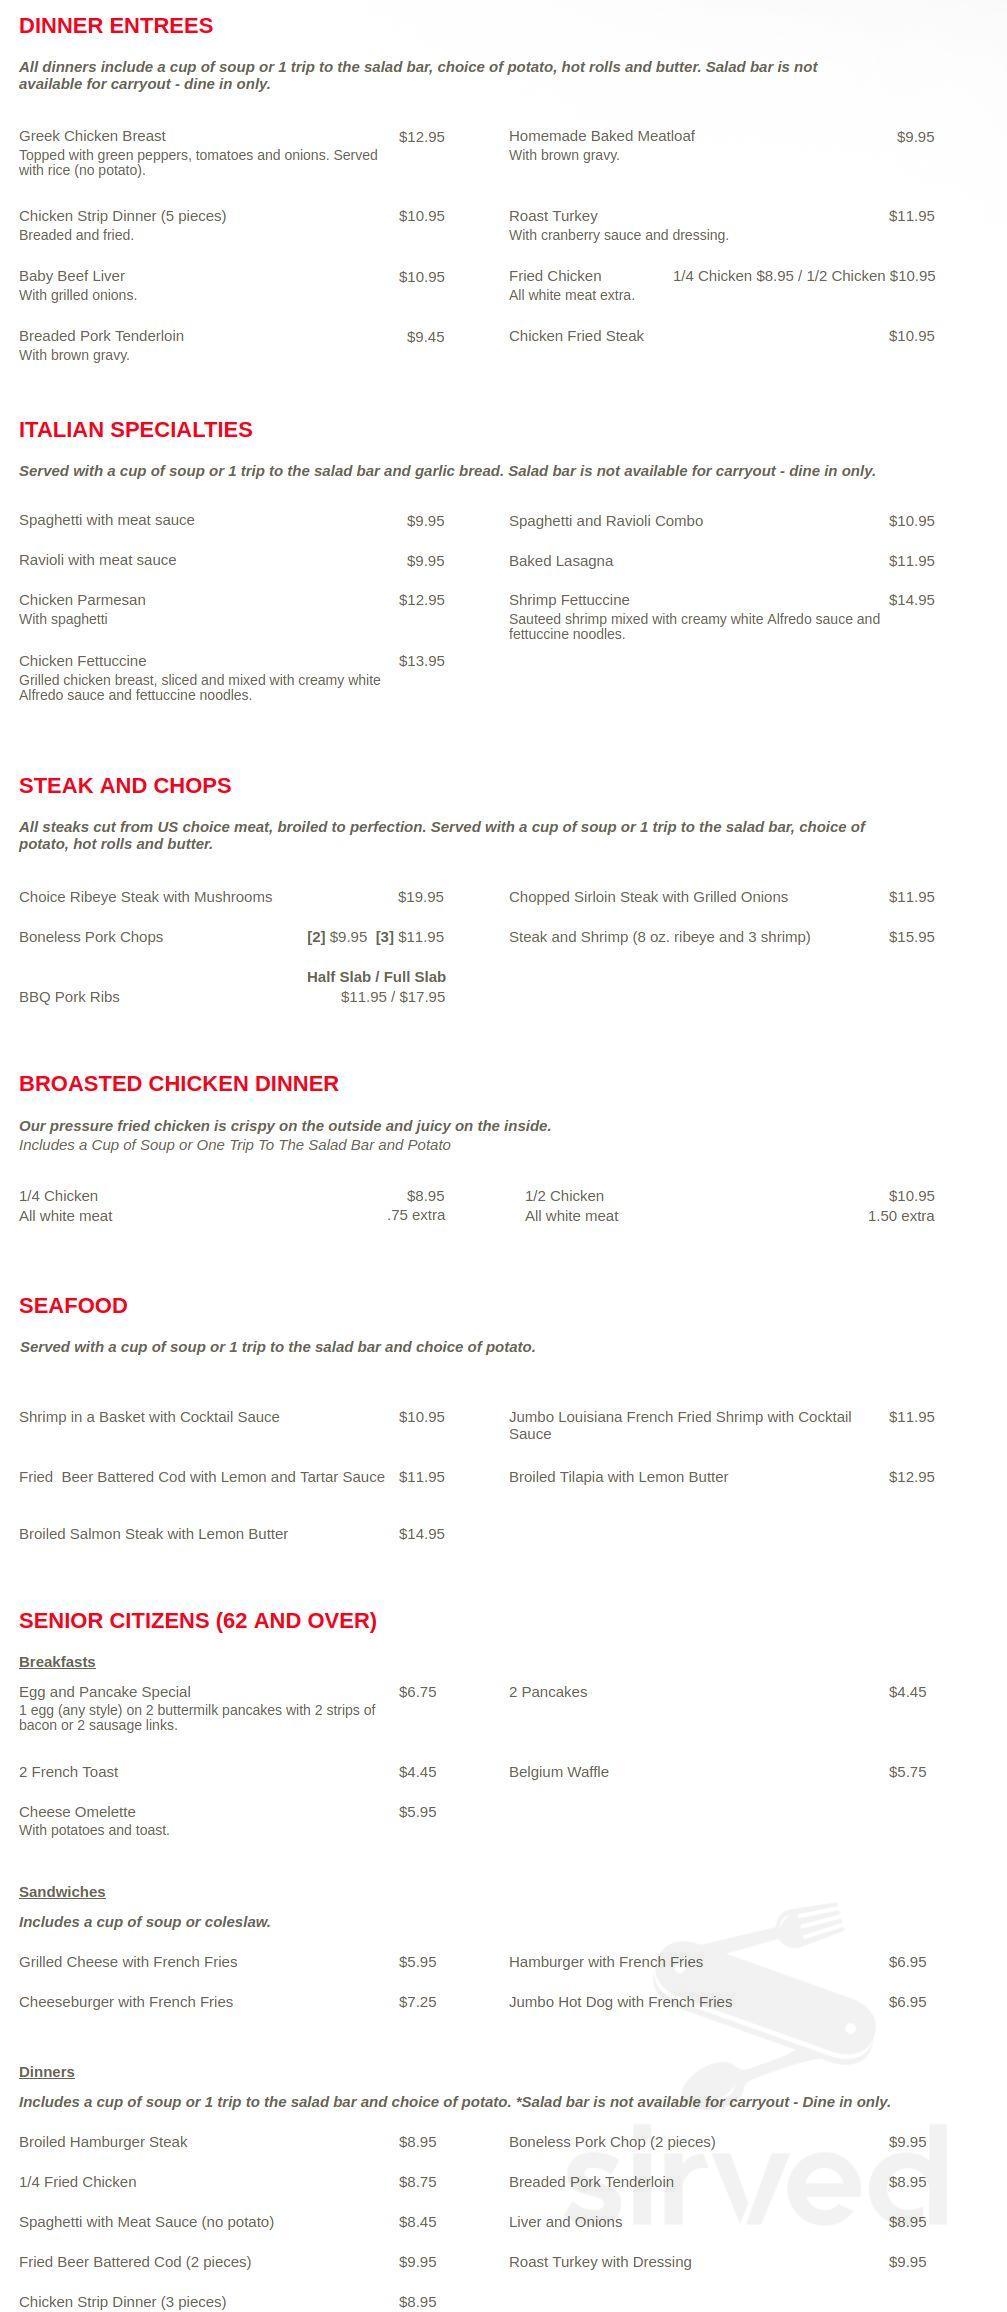 DINNER ENTREES
All dinners include a cup of soup or 1 trip to the salad bar, choice of potato, hot rolls and butter. Salad bar is not
available for carryout - dine in only.
Greek Chicken Breast $12.95
Topped with green peppers, tomatoes and onions. Served
with rice (no potato).
Homemade Baked Meatloaf $9.95
With brown gravy.
Chicken Strip Dinner (5 pieces) $10.95
Breaded and fried.
Roast Turkey $11.95
With cranberry sauce and dressing.
Baby Beef Liver $10.95
With grilled onions.
Fried Chicken 1/4 Chicken $8.95 / 1/2 Chicken $10.95
All white meat extra.
Breaded Pork Tenderloin $9.45
With brown gravy.
Chicken Fried Steak $10.95
ITALIAN SPECIALTIES
Served with a cup of soup or 1 trip to the salad bar and garlic bread. Salad bar is not available for carryout - dine in only.
Spaghetti with meat sauce $9.95
Spaghetti and Ravioli Combo $10.95
Ravioli with meat sauce $9.95
Baked Lasagna $11.95
Chicken Parmesan $12.95
With spaghetti
Shrimp Fettuccine $14.95
Sauteed shrimp mixed with creamy white Alfredo sauce and
fettuccine noodles.
Chicken Fettuccine $13.95
Grilled chicken breast, sliced and mixed with creamy white
Alfredo sauce and fettuccine noodles.
STEAK AND CHOPS
All steaks cut from US choice meat, broiled to perfection. Served with a cup of soup or 1 trip to the salad bar, choice of
potato, hot rolls and butter.
Choice Ribeye Steak with Mushrooms $19.95
Chopped Sirloin Steak with Grilled Onions $11.95
Boneless Pork Chops [2] $9.95 [3] $11.95
Steak and Shrimp (8 oz. ribeye and 3 shrimp) $15.95
Half Slab / Full Slab
BBQ Pork Ribs $11.95 / $17.95
BROASTED CHICKEN DINNER
Our pressure fried chicken is crispy on the outside and juicy on the inside.
Includes a Cup of Soup or One Trip To The Salad Bar and Potato
1/4 Chicken $8.95
All white meat .75 extra
1/2 Chicken $10.95
All white meat 1.50 extra
SEAFOOD
Served with a cup of soup or 1 trip to the salad bar and choice of potato.
Shrimp in a Basket with Cocktail Sauce $10.95
Jumbo Louisiana French Fried Shrimp with Cocktail $11.95
Sauce
Fried Beer Battered Cod with Lemon and Tartar Sauce $11.95
Broiled Tilapia with Lemon Butter $12.95
Broiled Salmon Steak with Lemon Butter $14.95
SENIOR CITIZENS (62 AND OVER)
Breakfasts
Egg and Pancake Special $6.75
1 egg (any style) on 2 buttermilk pancakes with 2 strips of
bacon or 2 sausage links.
2 Pancakes $4.45
2 French Toast $4.45
Belgium Waffle $5.75
Cheese Omelette $5.95
With potatoes and toast.
Sandwiches
Includes a cup of soup or coleslaw.
Grilled Cheese with French Fries $5.95
Hamburger with French Fries $6.95
Cheeseburger with French Fries $7.25
Jumbo Hot Dog with French Fries $6.95
Dinners
Includes a cup of soup or 1 trip to the salad bar and choice of potato. *Salad bar is not available for carryout - Dine in only.
Broiled Hamburger Steak $8.95
Boneless Pork Chop (2 pieces) $9.95
1/4 Fried Chicken $8.75
Breaded Pork Tenderloin $8.95
sirved
Spaghetti with Meat Sauce (no potato) $8.45
Liver and Onions $8.95
Fried Beer Battered Cod (2 pieces) $9.95
Roast Turkey with Dressing $9.95
Chicken Strip Dinner (3 pieces) $8.95